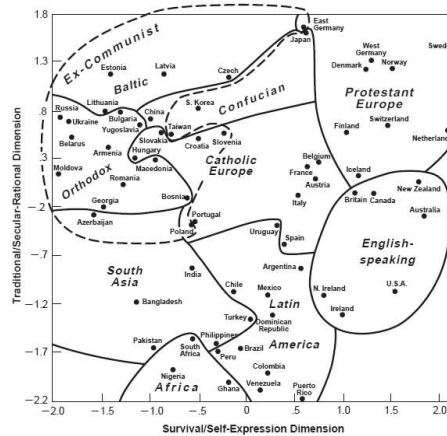 1.8
East
Germany
Japan
West
Germany
Swed
Ex-Communist
Estonia
Latvia
Denmark
Norway
1.3
Baltic
Czech
Protestant
Europe
Lithuania
S. Korea
Confucian
.8
Russia
China
Bulgaria
Ukraine
Yugoslavia
Taiwan
Finland
Switzerland
Belarus
Slovakia
Croatia
Slovenia
Netherland
Armenia
Hungary
Catholic
Europe
Belgium
.3
Moldova
Macedonia
France
Iceland
Orthodox
Romania
Austria
New Zealand
Italy
Britain
Canada
Bosnia
−0.2
Georgia
Portugal
Australia
Azerbaijan
Poland
Uruguay
Spain
English-
speaking
−.7
South
Asia
India
Argentina
Chile
Mexico
N. Ireland
U.S.A.
−1.2
Bangladesh
Latin
America
Turkey
Dominican
Republic
Ireland
Pakistan
South
Africa
Philippines
−1.7
Peru
Brazil
Nigeria
Colombia
Africa
Ghana
Venezuela
Puerto
Rico
−2.2
−2.0
−1.5
−1.0
−.5
0
0.5
1.0
1.5
2.0
Survival/Self-Expression Dimension
Traditional/Secular-Rational Dimension